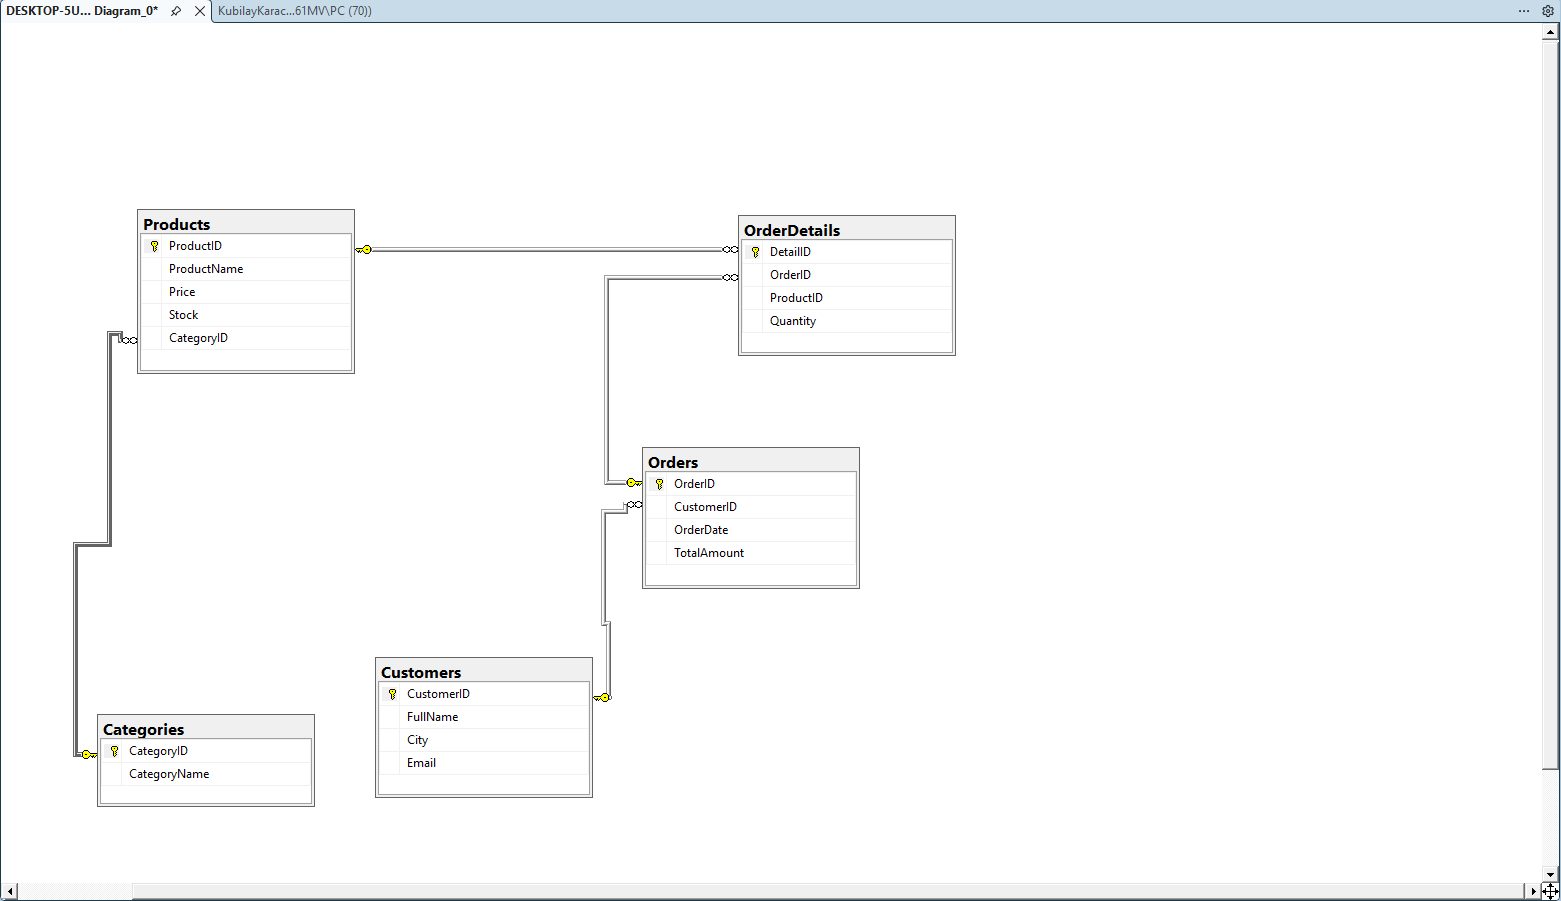 DESKTOP-5U... Diagram_0*
KubilayKarac...61MV\PC (70))
Products
ProductID
ProductName
Price
Stock
CategoryID
OrderDetails
DetailID
OrderID
ProductID
Quantity
Orders
OrderID
CustomerID
OrderDate
TotalAmount
Customers
CustomerID
FullName
City
Email
Categories
CategoryID
CategoryName